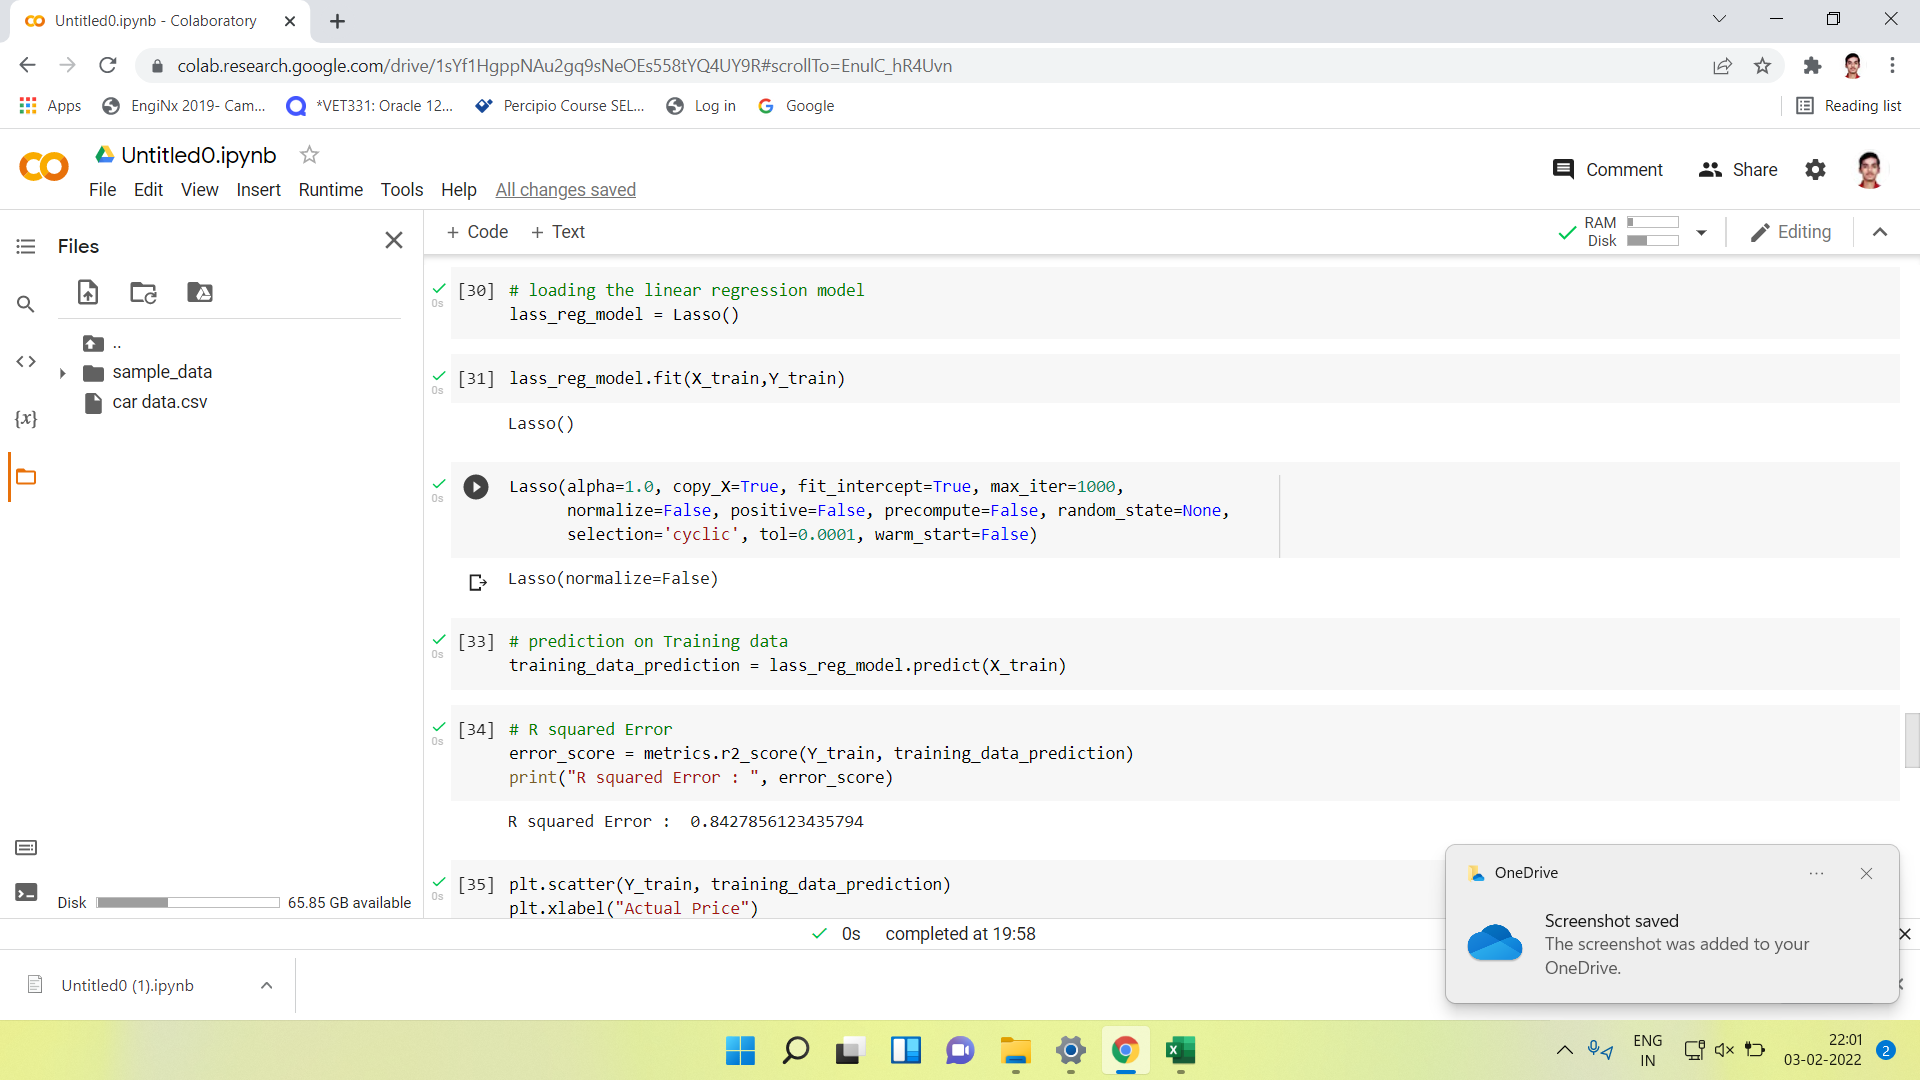 Untitled0.ipynb - Colaboratory
colab.research.google.com/drive/1sYf1HgppNAu2gq9sNeOEs558tYQ4UY9R#scrollTo=EnulC_hR4Uvn
Apps
EngiNx 2019- Cam...
*VET331: Oracle 12...
Percipio Course SEL...
Log in
Google
Reading list
Untitled0.ipynb
File Edit View Insert Runtime Tools Help All changes saved
Comment
Share
Files
+ Code + Text
RAM
Disk
Editing
..
sample_data
car data.csv
{x}
Disk
65.85 GB available
0s
[30] # loading the linear regression model
lass_reg_model = Lasso()
0s
[31] lass_reg_model.fit(X_train,Y_train)
Lasso()
0s
Lasso(alpha=1.0, copy_X=True, fit_intercept=True, max_iter=1000,
normalize=False, positive=False, precompute=False, random_state=None,
selection='cyclic', tol=0.0001, warm_start=False)
Lasso(normalize=False)
0s
[33] # prediction on Training data
training_data_prediction = lass_reg_model.predict(X_train)
0s
[34] # R squared Error
error_score = metrics.r2_score(Y_train, training_data_prediction)
print("R squared Error : ", error_score)
R squared Error :  0.8427856123435794
0s
[35] plt.scatter(Y_train, training_data_prediction)
plt.xlabel("Actual Price")
0s completed at 19:58
OneDrive
Screenshot saved
The screenshot was added to your
OneDrive.
Untitled0 (1).ipynb
ENG
IN
22:01
03-02-2022
2